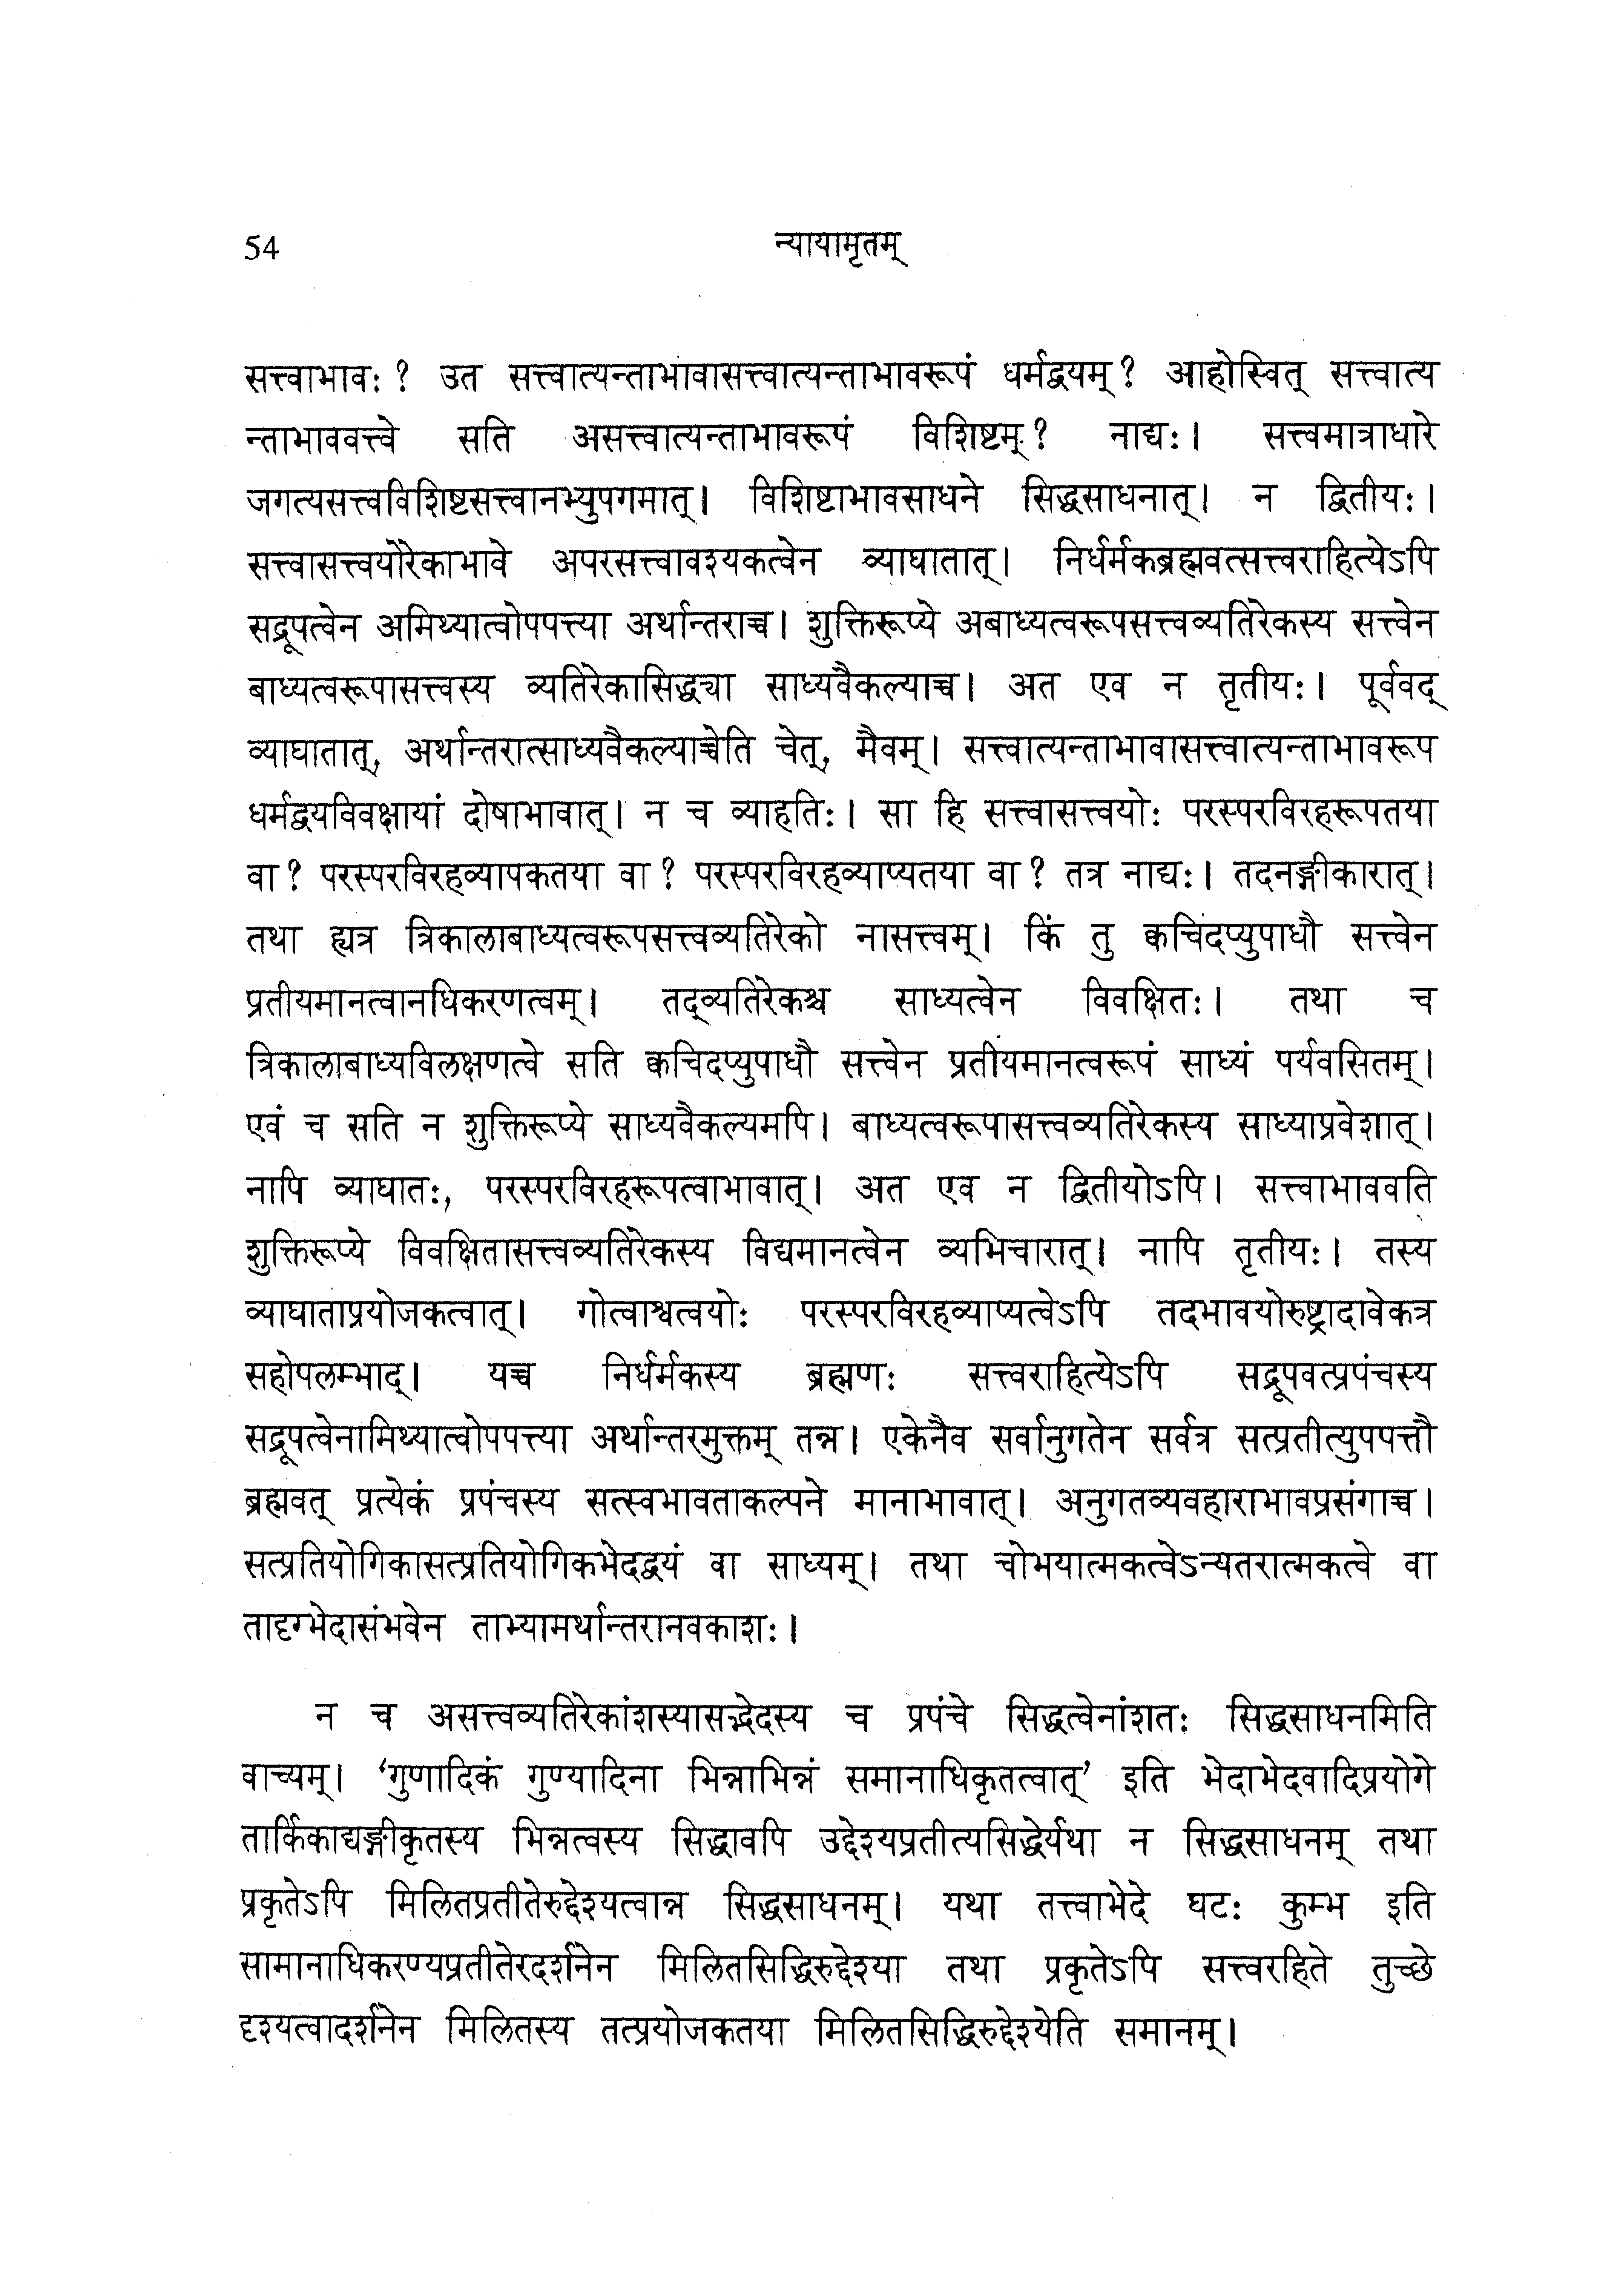 54
न्यायामृतम्
सत्त्वाभावः? उत सत्त्वात्यन्ताभावासत्त्वात्यन्ताभावरूपं धर्मद्वयम्? आहोस्वित् सत्त्वात्य
न्ताभाववत्त्वे सति असत्त्वात्यन्ताभावरूपं विशिष्टम्? नाद्यः। सत्त्वमात्राधारे
जगत्यसत्त्वविशिष्टसत्त्वानभ्युपगमात्। विशिष्टाभावसाधने सिद्धसाधनात्। न द्वितीयः।
सत्त्वासत्त्वयोरेकाभावे अपरसत्त्वावश्यकत्वेन व्याघातात्। निर्धर्मकब्रह्मवत्सत्त्वराहित्येऽपि
सद्रूपत्वेन अमिथ्यात्वोपपत्त्या अर्थान्तराच्च। शुक्तिरूप्ये अबाध्यत्वरूपसत्त्वव्यतिरेकस्य सत्त्वेन
बाध्यत्वरूपासत्त्वस्य व्यतिरेकासिद्ध्या साध्यवैकल्याच्च। अत एव न तृतीयः। पूर्ववद्
व्याघातात्, अर्थान्तरात्साध्यवैकल्याच्चेति चेत्, मैवम्। सत्त्वात्यन्ताभावासत्त्वात्यन्ताभावरूप
धर्मद्वयविवक्षायां दोषाभावात्। न च व्याहतिः। सा हि सत्त्वासत्त्वयोः परस्परविरहरूपतया
वा? परस्परविरहव्यापकतया वा? परस्परविरहव्याप्यतया वा? तत्र नाद्यः। तदनङ्गीकारात्।
तथा ह्यत्र त्रिकालाबाध्यत्वरूपसत्त्वव्यतिरेको नासत्त्वम्। किं तु क्वचिदप्युपाधौ सत्त्वेन
प्रतीयमानत्वानधिकरणत्वम्। तद्व्यतिरेकश्च साध्यत्वेन विवक्षितः। तथा च
त्रिकालाबाध्यविलक्षणत्वे सति क्वचिदप्युपाधौ सत्त्वेन प्रतीयमानत्वरूपं साध्यं पर्यवसितम्।
एवं च सति न शुक्तिरूप्ये साध्यवैकल्यमपि। बाध्यत्वरूपासत्त्वव्यतिरेकस्य साध्याप्रवेशात्।
नापि व्याघातः, परस्परविरहरूपत्वाभावात्। अत एव न द्वितीयोऽपि। सत्त्वाभाववति
शुक्तिरूप्ये विवक्षितासत्त्वव्यतिरेकस्य विद्यमानत्वेन व्यभिचारात्। नापि तृतीयः। तस्य
व्याघाताप्रयोजकत्वात्। गोत्वाश्वत्वयोः परस्परविरहव्याप्यत्वेऽपि तदभावयोरुष्ट्रादावेकत्र
सहोपलम्भाद्। यच्च निर्धर्मकस्य ब्रह्मणः सत्त्वराहित्येऽपि सद्रूपवत्प्रपंचस्य
सद्रूपत्वेनामिथ्यात्वोपपत्त्या अर्थान्तरमुक्तम् तन्न। एकेनैव सर्वानुगतेन सर्वत्र सत्प्रतीत्युपपत्तौ
ब्रह्मवत् प्रत्येकं प्रपंचस्य सत्स्वभावताकल्पने मानाभावात्। अनुगतव्यवहाराभावप्रसंगाच्च।
सत्प्रतियोगिकासत्प्रतियोगिकभेदद्वयं वा साध्यम्। तथा चोभयात्मकत्वेऽन्यतरात्मकत्वे वा
तादृग्भेदासंभवेन ताभ्यामर्थान्तरानवकाशः।
न च असत्त्वव्यतिरेकांशस्यासद्भेदस्य च प्रपंचे सिद्धत्वेनांशतः सिद्धसाधनमिति
वाच्यम्। ‘गुणादिकं गुण्यादिना भिन्नाभिन्नं समानाधिकृतत्वात्’ इति भेदाभेदवादिप्रयोगे
तार्किकाद्यङ्गीकृतस्य भिन्नत्वस्य सिद्धावपि उद्देश्यप्रतीत्यसिद्धेर्यथा न सिद्धसाधनम् तथा
प्रकृतेऽपि मिलितप्रतीतेरुद्देश्यत्वान्न सिद्धसाधनम्। यथा तत्त्वाभेदे घटः कुम्भ इति
सामानाधिकरण्यप्रतीतेरदर्शनेन मिलितसिद्धिरुद्देश्या तथा प्रकृतेऽपि सत्त्वरहिते तुच्छे
दृश्यत्वादर्शनेन मिलितस्य तत्प्रयोजकतया मिलितसिद्धिरुद्देश्येति समानम्।